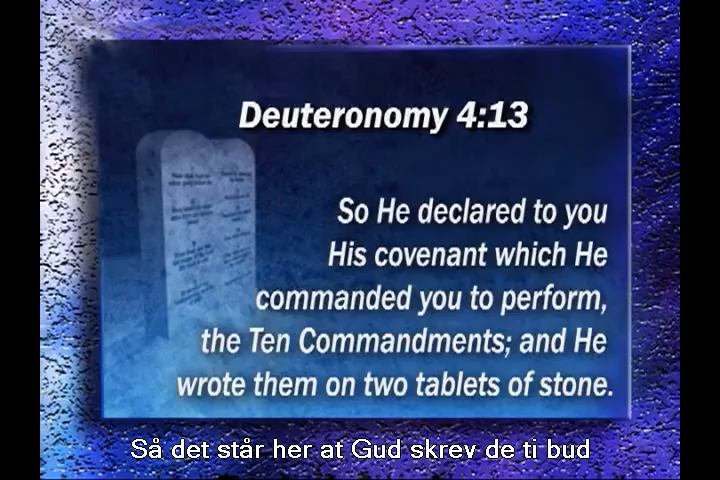 Deuteronomy 4:13
So He declared to you
His covenant which He
commanded you to perform,
the Ten Commandments; and He
wrote them on two tablets of stone.
Så det står her at Gud skrev de ti bud